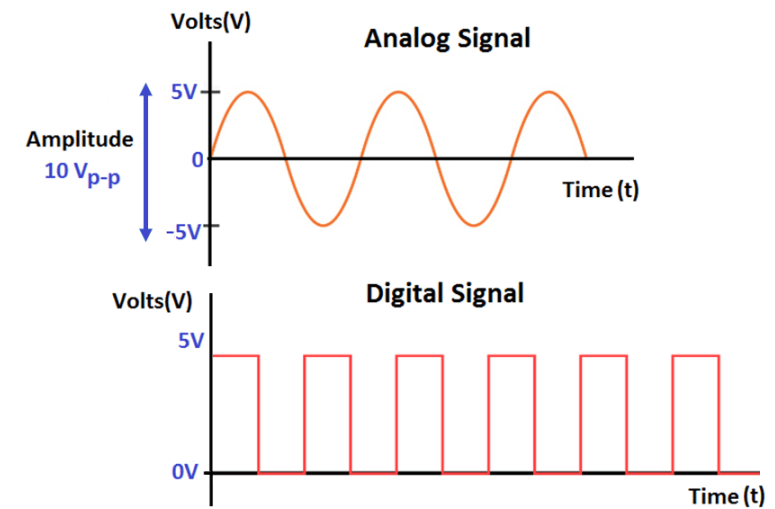 Volts(V)
Analog Signal
5V
Amplitude
10 Vp-p
0
Time (t)
-5V
Digital Signal
Volts(V)
5V
0V
Time (t)